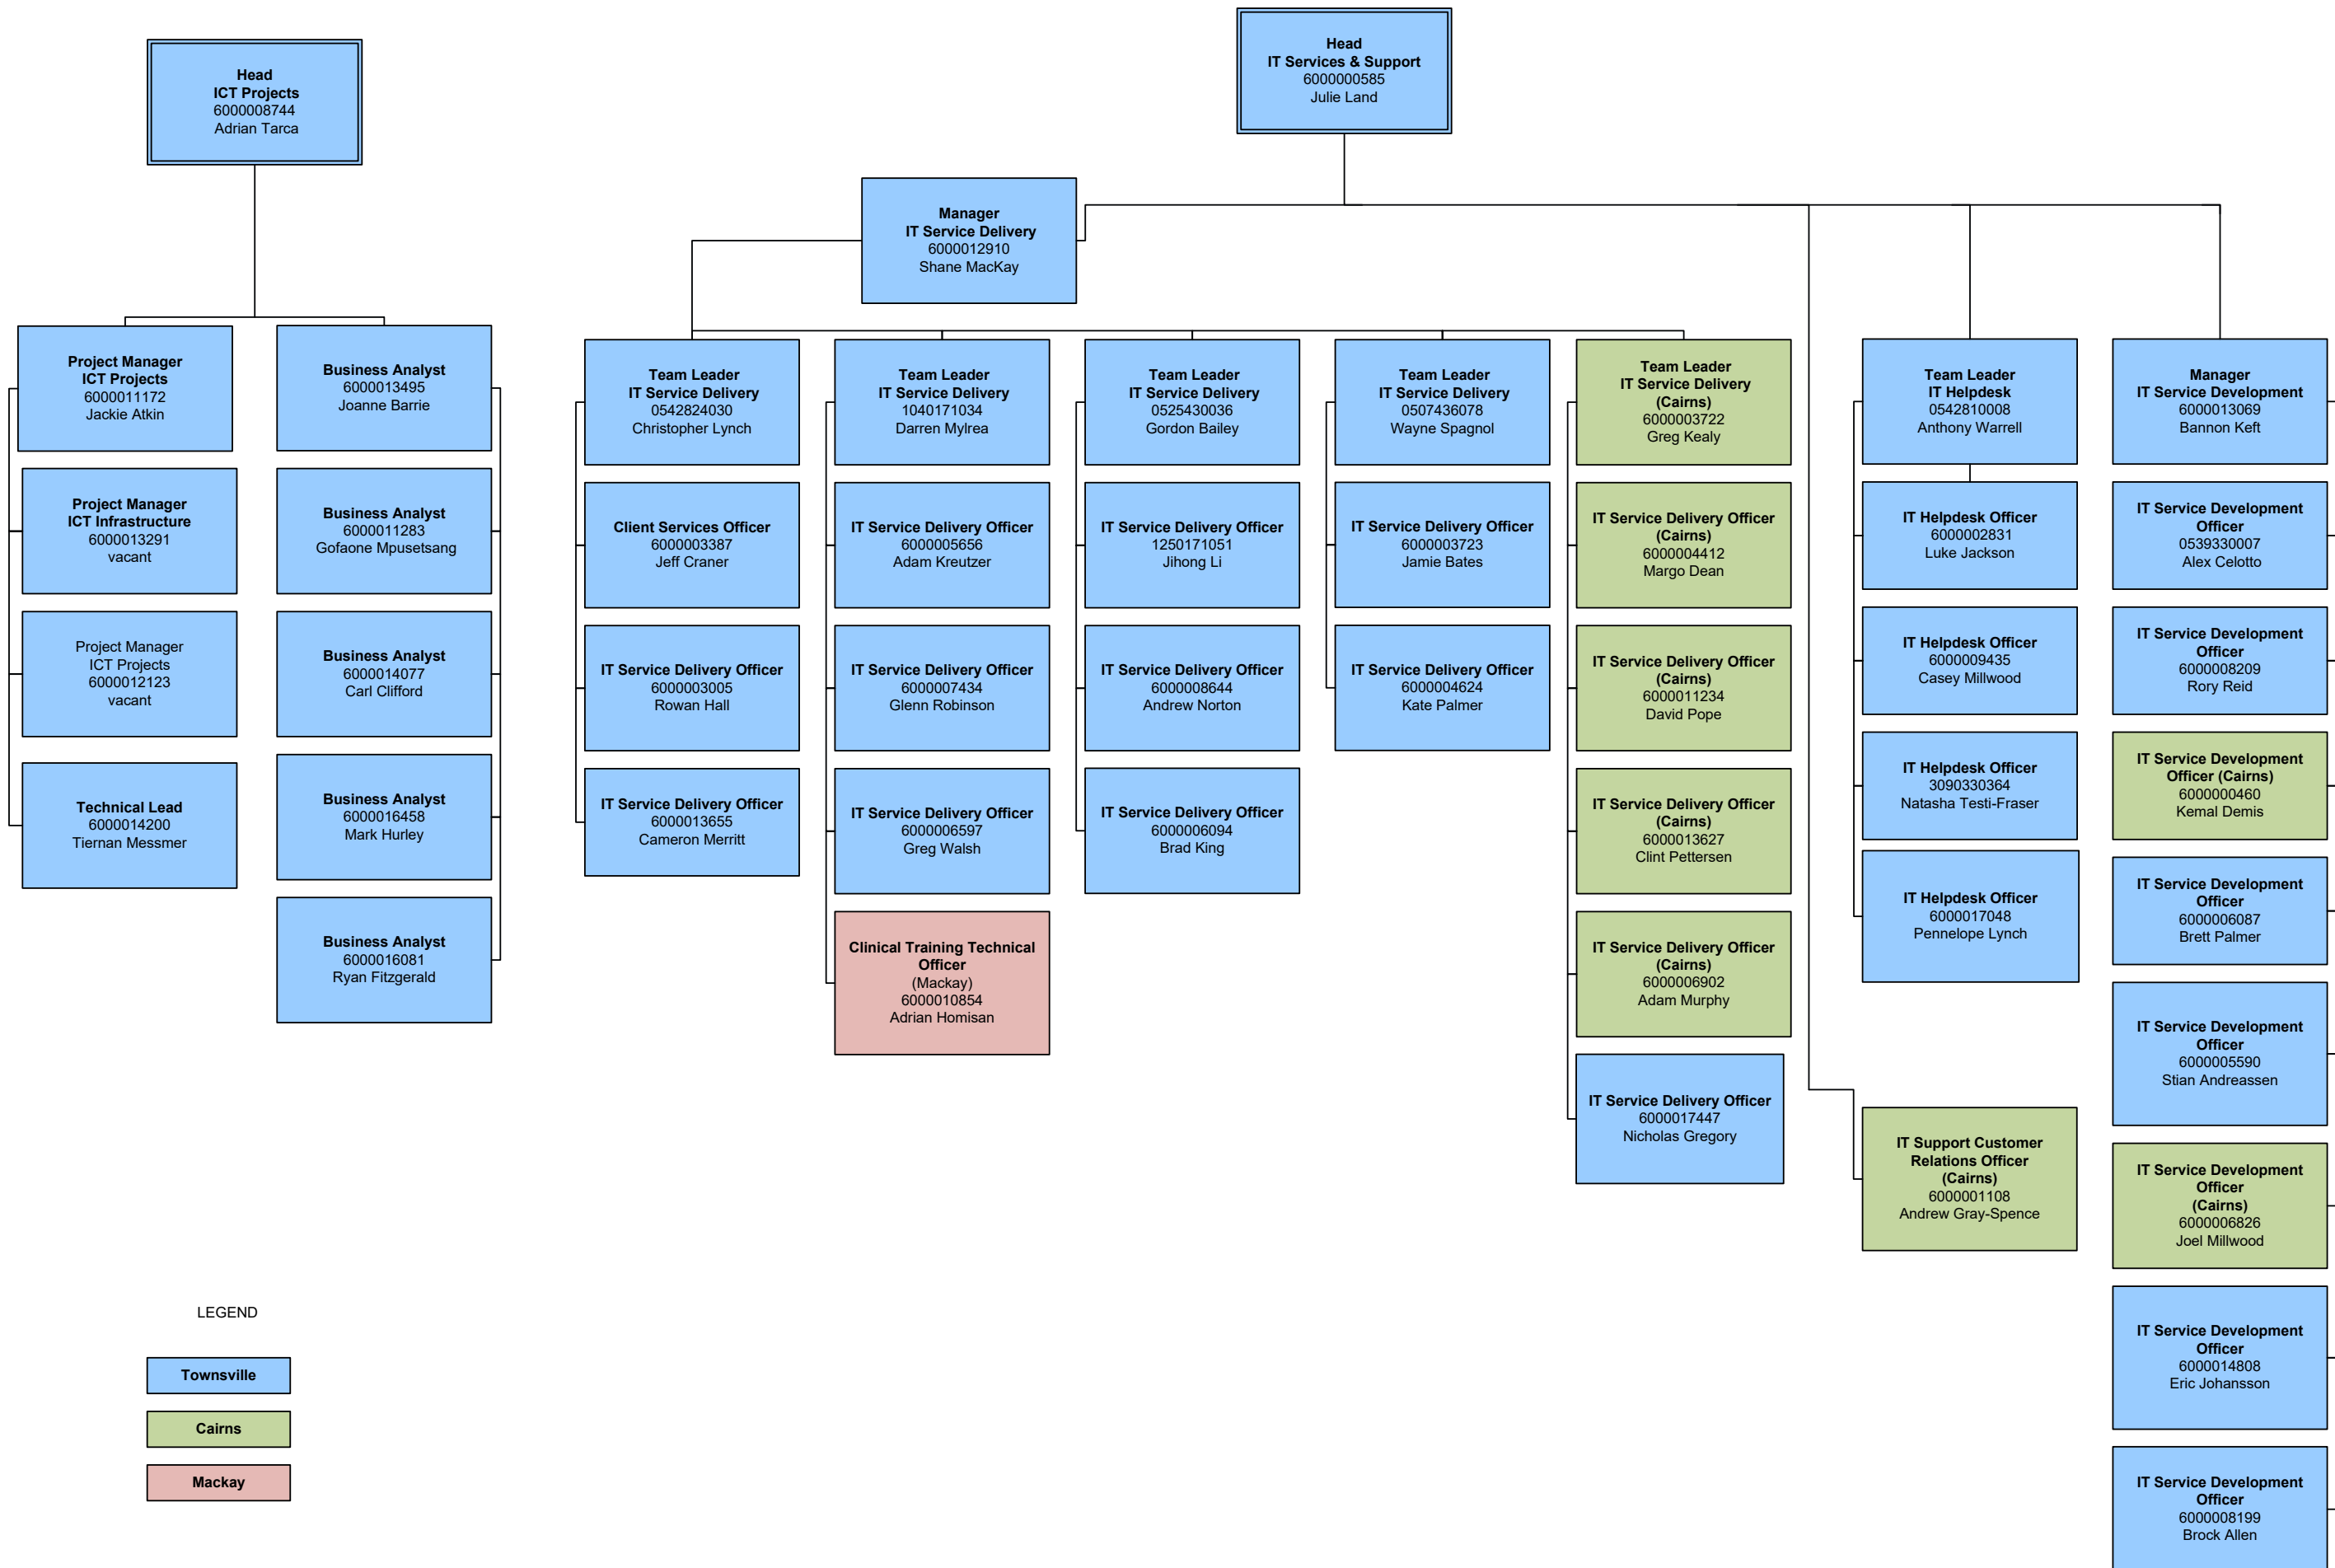 Head
ICT Projects
6000008744
Adrian Tarca
Head
IT Services & Support
6000000585
Julie Land
Manager
IT Service Delivery
6000012910
Shane MacKay
Project Manager
ICT Projects
6000011172
Jackie Atkin
Project Manager
ICT Infrastructure
6000013291
vacant
Project Manager
ICT Projects
6000012123
vacant
Technical Lead
6000014200
Tiernan Messmer
Business Analyst
6000013495
Joanne Barrie
Business Analyst
6000011283
Gofaone Mpusetsang
Business Analyst
6000014077
Carl Clifford
Business Analyst
6000016458
Mark Hurley
Business Analyst
6000016081
Ryan Fitzgerald
Team Leader
IT Service Delivery
0542824030
Christopher Lynch
Client Services Officer
6000003387
Jeff Craner
IT Service Delivery Officer
6000003005
Rowan Hall
IT Service Delivery Officer
6000013655
Cameron Merritt
Team Leader
IT Service Delivery
1040171034
Darren Mylrea
IT Service Delivery Officer
6000005656
Adam Kreutzer
IT Service Delivery Officer
6000007434
Glenn Robinson
IT Service Delivery Officer
6000006597
Greg Walsh
Clinical Training Technical
Officer
(Mackay)
6000010854
Adrian Homisan
Team Leader
IT Service Delivery
0525430036
Gordon Bailey
IT Service Delivery Officer
1250171051
Jihong Li
IT Service Delivery Officer
6000008644
Andrew Norton
IT Service Delivery Officer
6000006094
Brad King
Team Leader
IT Service Delivery
0507436078
Wayne Spagnol
IT Service Delivery Officer
6000003723
Jamie Bates
IT Service Delivery Officer
6000004624
Kate Palmer
Team Leader
IT Service Delivery
(Cairns)
6000003722
Greg Kealy
IT Service Delivery Officer
(Cairns)
6000004412
Margo Dean
IT Service Delivery Officer
(Cairns)
6000011234
David Pope
IT Service Delivery Officer
(Cairns)
6000013627
Clint Pettersen
IT Service Delivery Officer
(Cairns)
6000006902
Adam Murphy
IT Service Delivery Officer
6000017447
Nicholas Gregory
Team Leader
IT Helpdesk
0542810008
Anthony Warrell
IT Helpdesk Officer
6000002831
Luke Jackson
IT Helpdesk Officer
6000009435
Casey Millwood
IT Helpdesk Officer
3090330364
Natasha Testi-Fraser
IT Helpdesk Officer
6000017048
Pennelope Lynch
IT Support Customer
Relations Officer
(Cairns)
6000001108
Andrew Gray-Spence
Manager
IT Service Development
6000013069
Bannon Keft
IT Service Development
Officer
0539330007
Alex Celotto
IT Service Development
Officer
6000008209
Rory Reid
IT Service Development
Officer (Cairns)
6000000460
Kemal Demis
IT Service Development
Officer
6000006087
Brett Palmer
IT Service Development
Officer
6000005590
Stian Andreassen
IT Service Development
Officer
(Cairns)
6000006826
Joel Millwood
IT Service Development
Officer
6000014808
Eric Johansson
IT Service Development
Officer
6000008199
Brock Allen
LEGEND
Townsville
Cairns
Mackay